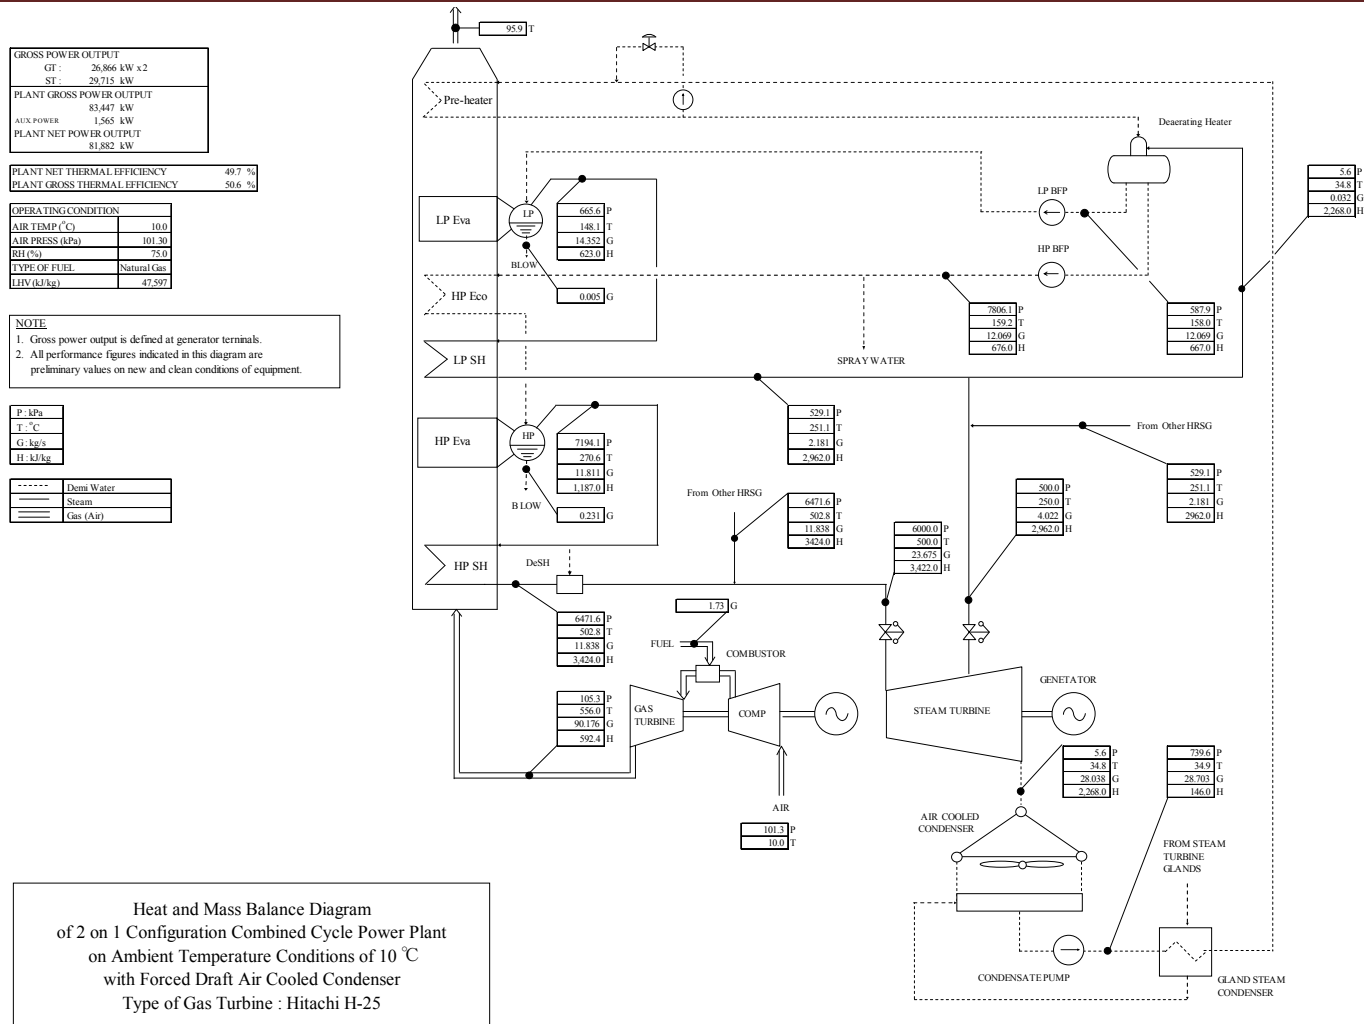 95.9 T
GROSS POWER OUTPUT
GT : 26,866 kW x 2
ST : 29,715 kW
PLANT GROSS POWER OUTPUT
83,447 kW
AUX POWER 1,565 kW
PLANT NET POWER OUTPUT
81,882 kW
PLANT NET THERMAL EFFICIENCY 49.7 %
PLANT GROSS THERMAL EFFICIENCY 50.6 %
OPERATING CONDITION
AIR TEMP (°C) 10.0
AIR PRESS (kPa) 101.30
RH (%) 75.0
TYPE OF FUEL Natural Gas
LHV (kJ/kg) 47,597
NOTE
1. Gross power output is defined at generator terninals.
2. All performance figures indicated in this diagram are
preliminary values on new and clean conditions of equipment.
P : kPa
T : °C
G : kg/s
H : kJ/kg
Demi Water
Steam
Gas (Air)
Pre-heater
Deaerating Heater
5.6 P
34.8 T
0.032 G
2,268.0 H
LP Eva
LP
665.6 P
148.1 T
14.352 G
623.0 H
BLOW
0.005 G
LP BFP
HP BFP
HP Eco
7806.1 P
159.2 T
12.069 G
676.0 H
587.9 P
158.0 T
12.069 G
667.0 H
SPRAY WATER
LP SH
529.1 P
251.1 T
2.181 G
2,962.0 H
From Other HRSG
529.1 P
251.1 T
2.181 G
2962.0 H
HP Eva
HP
7194.1 P
270.6 T
11.811 G
1,187.0 H
B LOW
0.231 G
From Other HRSG
6471.6 P
502.8 T
11.838 G
3424.0 H
500.0 P
250.0 T
4.022 G
2,962.0 H
6000.0 P
500.0 T
23.675 G
3,422.0 H
HP SH
DeSH
6471.6 P
502.8 T
11.838 G
3,424.0 H
1.73 G
FUEL
COMBUSTOR
105.3 P
556.0 T
90.176 G
592.4 H
GAS
TURBINE
COMP
STEAM TURBINE
GENETATOR
5.6 P
34.8 T
28.038 G
2,268.0 H
739.6 P
34.9 T
28.703 G
146.0 H
AIR
101.3 P
10.0 T
AIR COOLED
CONDENSER
FROM STEAM
TURBINE
GLANDS
CONDENSATE PUMP
GLAND STEAM
CONDENSER
Heat and Mass Balance Diagram
of 2 on 1 Configuration Combined Cycle Power Plant
on Ambient Temperature Conditions of 10 °C
with Forced Draft Air Cooled Condenser
Type of Gas Turbine : Hitachi H-25